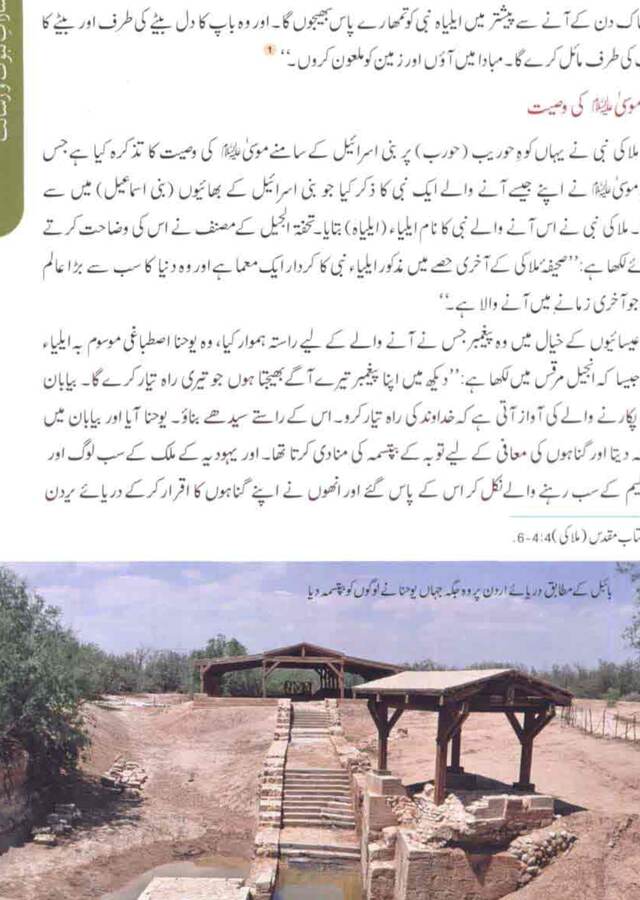 ناک دن کے آنے سے پیشتر میں ایلیاہ نبی کو تمھارے پاس بھیجوں گا۔ اور وہ باپ کا دل بیٹے کی طرف اور بیٹے کا
کی طرف مائل کرے گا۔ مبادا میں آؤں اور زمین کو ملعون کروں۔‘‘ ①
موسیٰ علیہ السلام کی وصیت
ملاکی نبی نے یہاں کوہِ حوریب (حورب) پر بنی اسرائیل کے سامنے موسیٰ علیہ السلام کی وصیت کا تذکرہ کیا ہے جس
موسیٰ علیہ السلام نے اپنے جیسے آنے والے ایک نبی کا ذکر کیا جو بنی اسرائیل کے بھائیوں (بنی اسماعیل) میں سے
۔ ملاکی نبی نے اس آنے والے نبی کا نام ایلیاء (ایلیاہ) بتایا۔ تحفۃ الجیل کے مصنف نے اس کی وضاحت کرتے
لکھا ہے: ’’صحیفۂ ملاکی کے آخری حصے میں مذکور ایلیاء نبی کا کردار ایک معما ہے اور وہ دنیا کا سب سے بڑا عالم
جو آخری زمانے میں آنے والا ہے۔‘‘
عیسائیوں کے خیال میں وہ پیغمبر جس نے آنے والے کے لیے راستہ ہموار کیا، وہ یوحنا اصطباغی موسوم بہ ایلیاء
جیسا کہ انجیل مرقس میں لکھا ہے: ’’دیکھ میں اپنا پیغمبر تیرے آگے بھیجتا ہوں جو تیری راہ تیار کرے گا۔ بیابان
پکارنے والے کی آواز آتی ہے کہ خداوند کی راہ تیار کرو۔ اس کے راستے سیدھے بناؤ۔ یوحنا آیا اور بیابان میں
دیتا اور گناہوں کی معافی کے لیے توبہ کے بپتسمہ کی منادی کرتا تھا۔ اور یہودیہ کے ملک کے سب لوگ اور
کے سب رہنے والے نکل کر اس کے پاس گئے اور انھوں نے اپنے گناہوں کا اقرار کر کے دریائے یردن
کتاب مقدس (ملاکی) 4:4-6.
بائبل کے مطابق دریائے اردن پر وہ جگہ جہاں یوحنا نے لوگوں کو بپتسمہ دیا